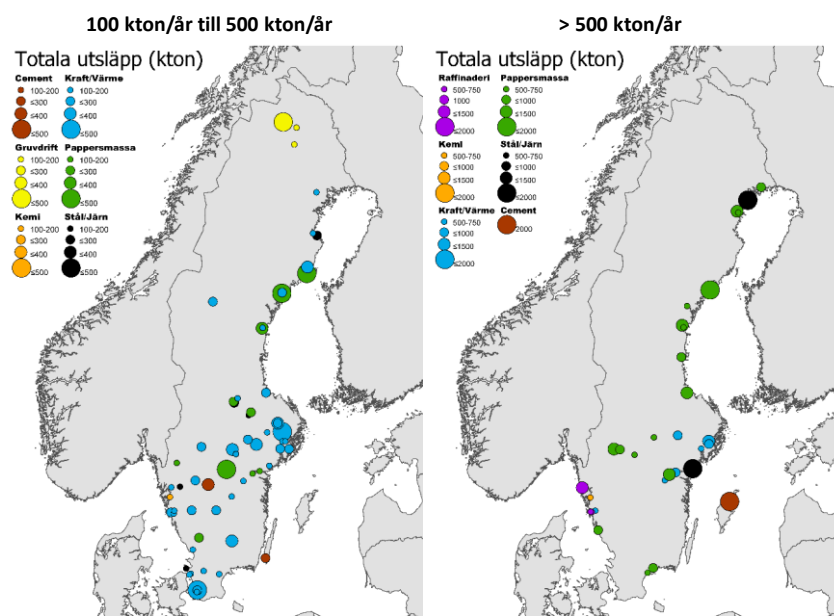 100 kton/år till 500 kton/år
Totala utsläpp (kton)
Cement
100-200
≤300
≤400
≤500
Kraft/Värme
100-200
≤300
≤400
≤500
Gruvdrift
100-200
≤300
≤400
≤500
Pappersmassa
100-200
≤300
≤400
≤500
Kemi
100-200
≤300
≤400
≤500
Stål/Järn
100-200
≤300
≤400
≤500
> 500 kton/år
Totala utsläpp (kton)
Raffinaderi
500-750
1000
≤1500
≤2000
Pappersmassa
500-750
≤1000
≤1500
≤2000
Kemi
500-750
≤1000
≤1500
≤2000
Stål/Järn
500-750
≤1000
≤1500
≤2000
Kraft/Värme
500-750
≤1000
≤1500
≤2000
Cement
2000